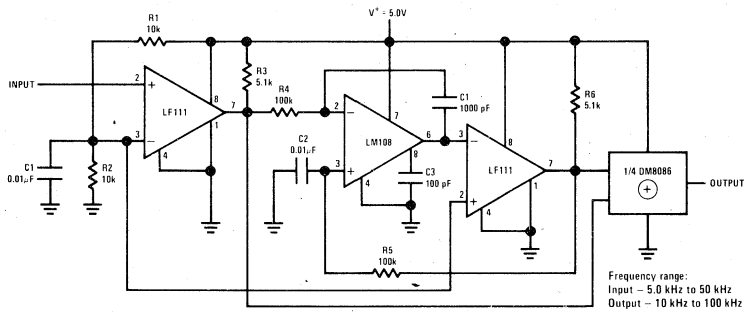 V⁺ = 5.0V
R1
10k
R3
5.1k
R4
100k
C1
1000 pF
R6
5.1k
INPUT
2
+
8
LF111
7
1
3
−
4
2
−
7
LM108
6
8
3
+
4
3
−
8
LF111
7
1
2
+
4
C2
0.01μF
C3
100 pF
C1
0.01μF
R2
10k
1/4 DM8086
+
OUTPUT
R5
100k
Frequency range:
Input – 5.0 kHz to 50 kHz
Output – 10 kHz to 100 kHz